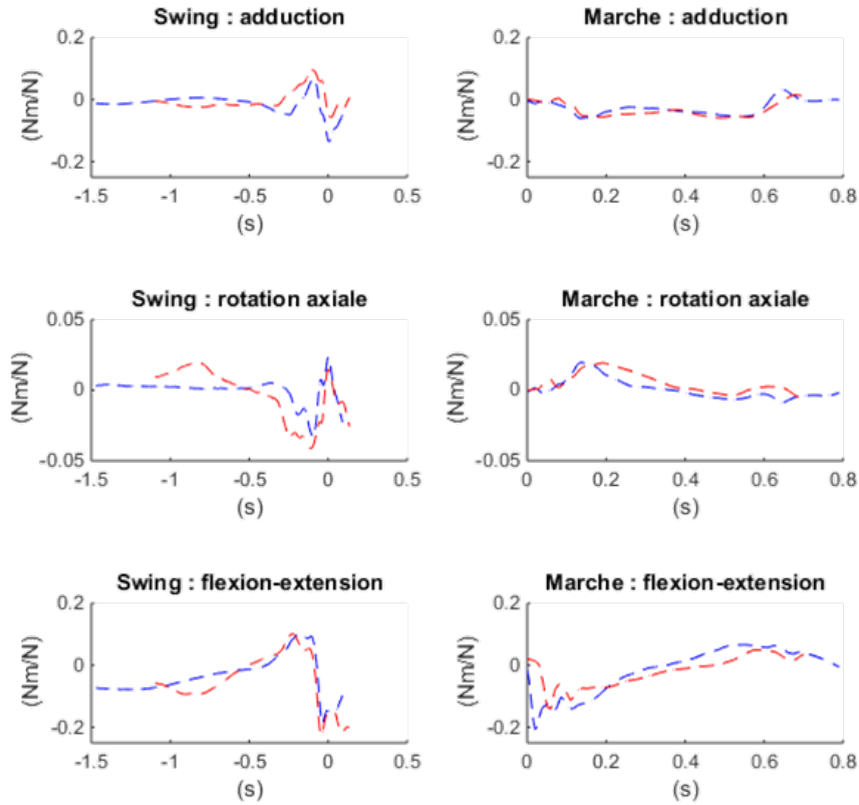 Swing : adduction
0.2
0
-0.2
(Nm/N)
-1.5 -1 -0.5 0 0.5
(s)
Marche : adduction
0.2
0
-0.2
(Nm/N)
0 0.2 0.4 0.6 0.8
(s)
Swing : rotation axiale
0.05
0
-0.05
(Nm/N)
-1.5 -1 -0.5 0 0.5
(s)
Marche : rotation axiale
0.05
0
-0.05
(Nm/N)
0 0.2 0.4 0.6 0.8
(s)
Swing : flexion-extension
0.2
0
-0.2
(Nm/N)
-1.5 -1 -0.5 0 0.5
(s)
Marche : flexion-extension
0.2
0
-0.2
(Nm/N)
0 0.2 0.4 0.6 0.8
(s)